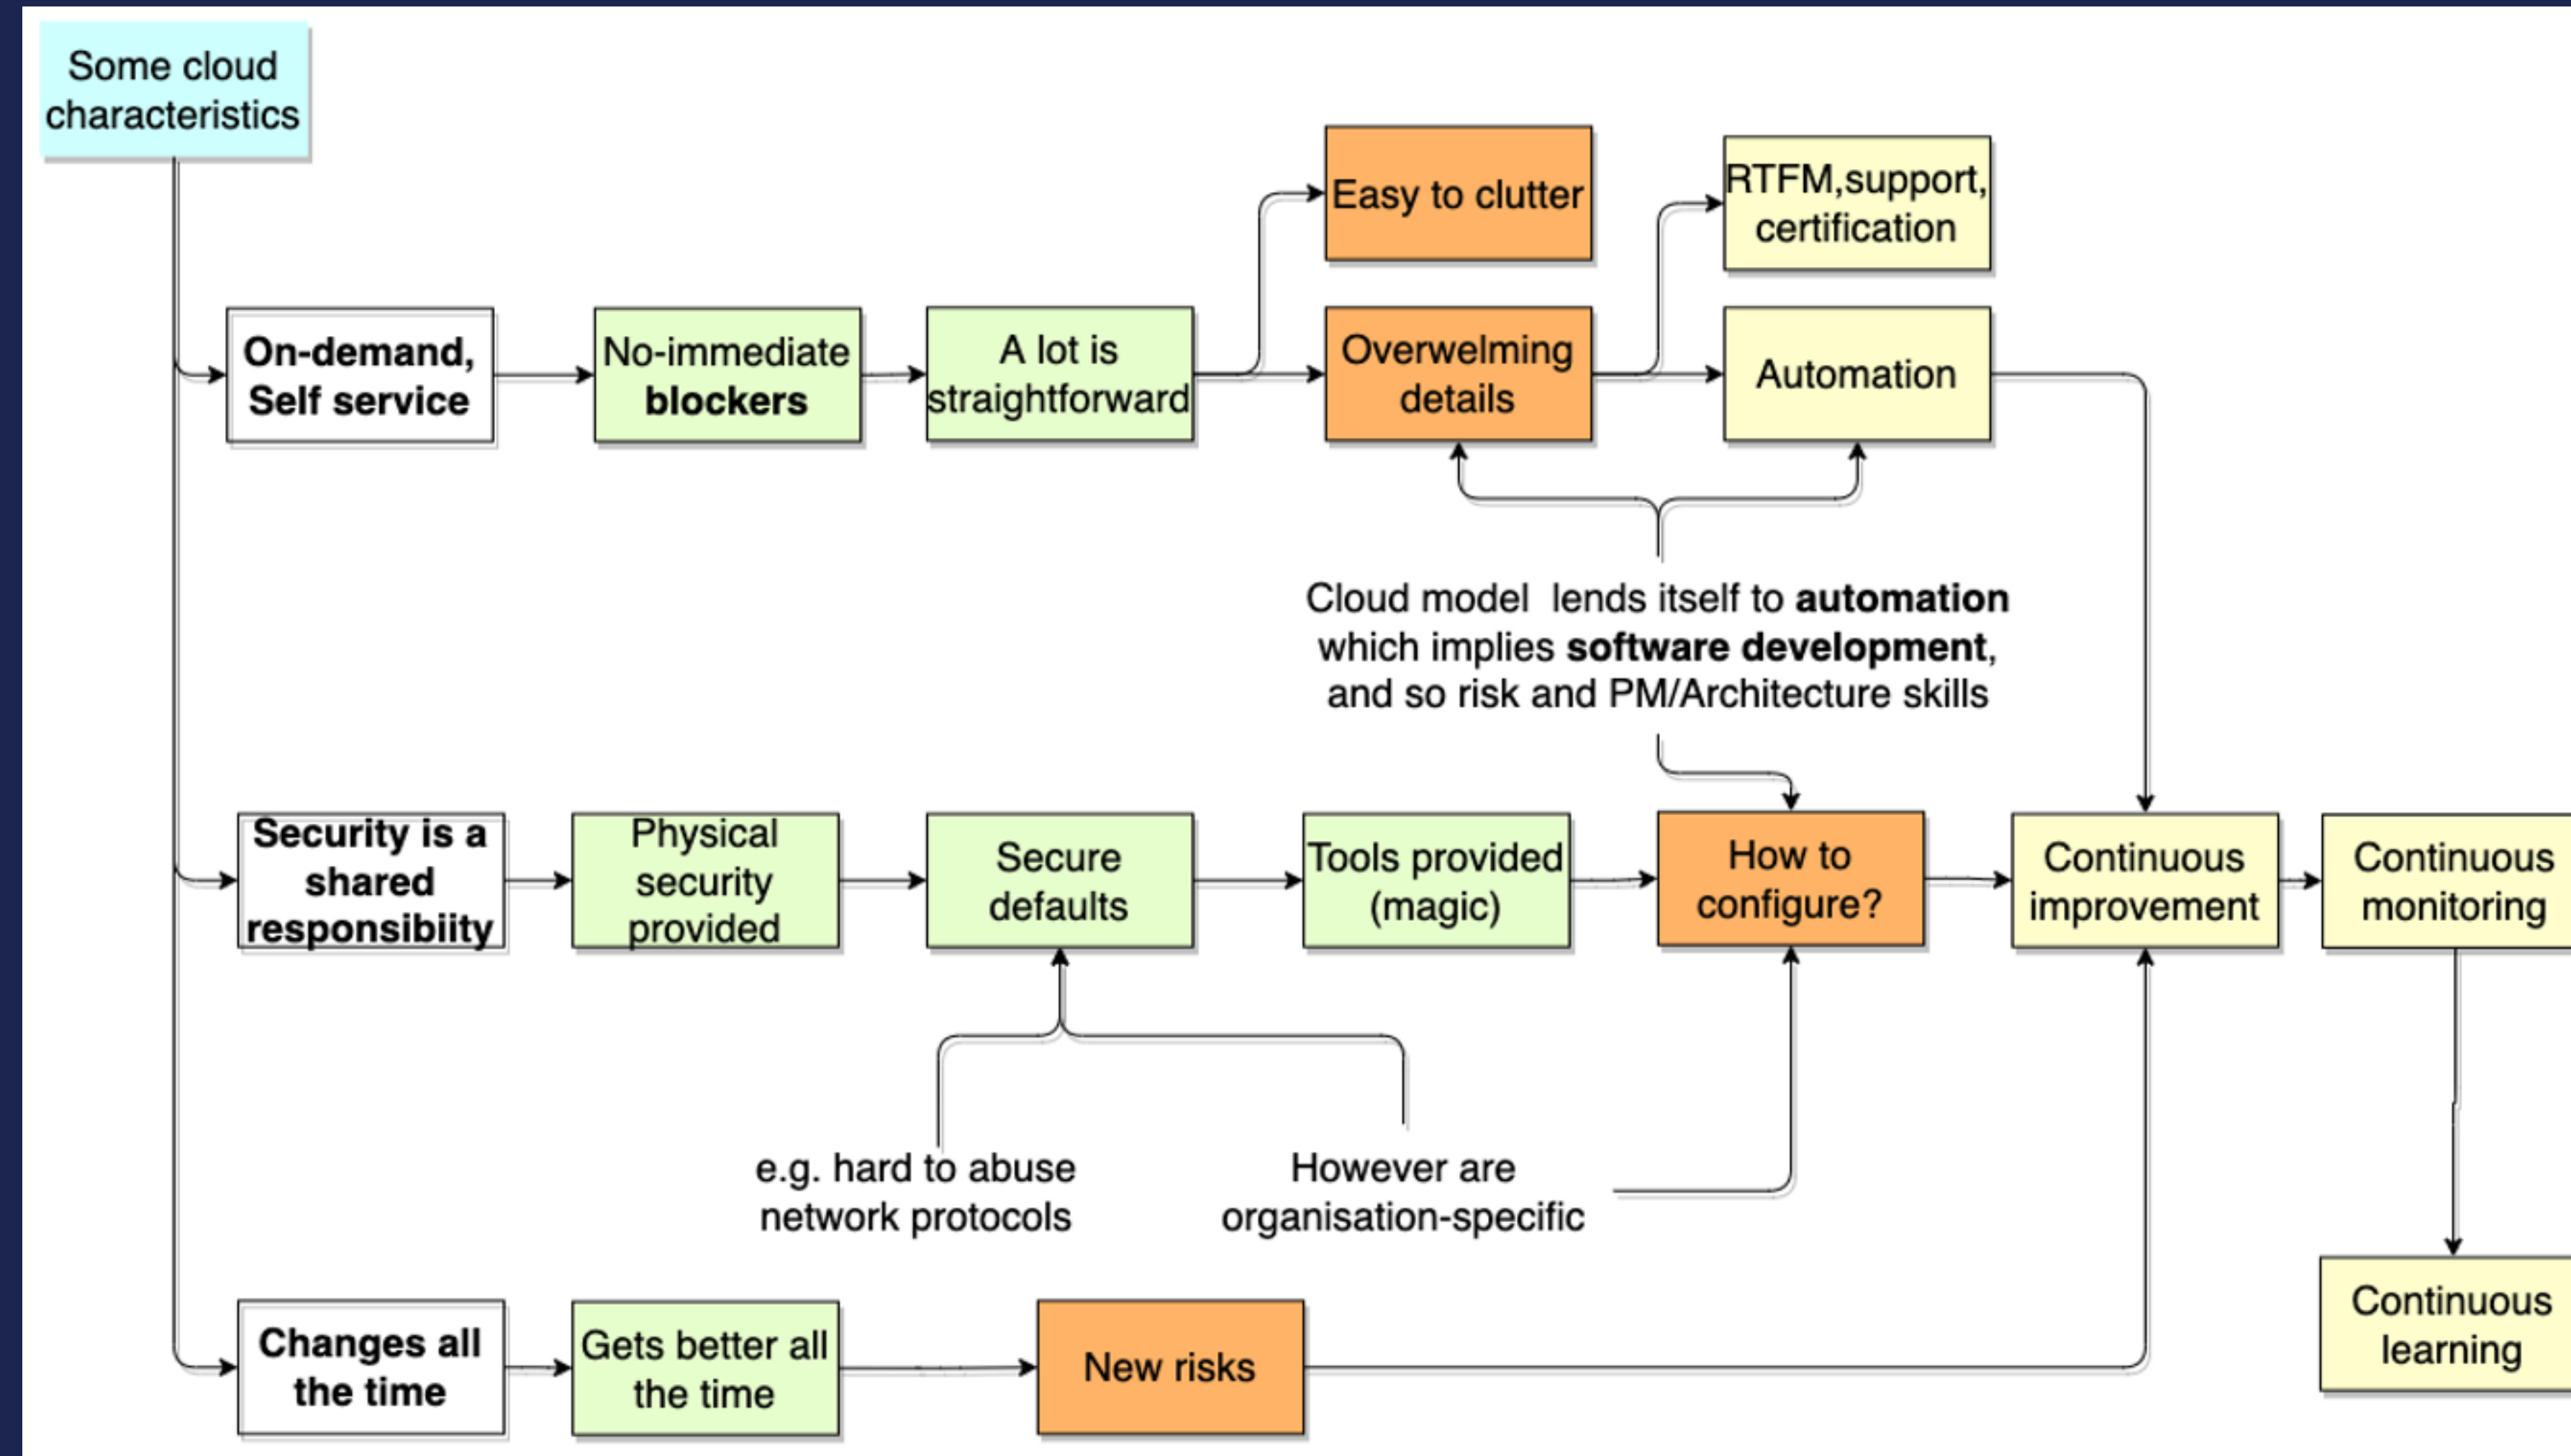 Some cloud
characteristics
Easy to clutter
RTFM,support,
certification
On-demand,
Self service
No-immediate
blockers
A lot is
straightforward
Overwelming
details
Automation
Cloud model  lends itself to automation
which implies software development,
and so risk and PM/Architecture skills
Security is a
shared
responsibiity
Physical
security
provided
Secure
defaults
Tools provided
(magic)
How to
configure?
Continuous
improvement
Continuous
monitoring
e.g. hard to abuse
network protocols
However are
organisation-specific
Changes all
the time
Gets better all
the time
New risks
Continuous
learning